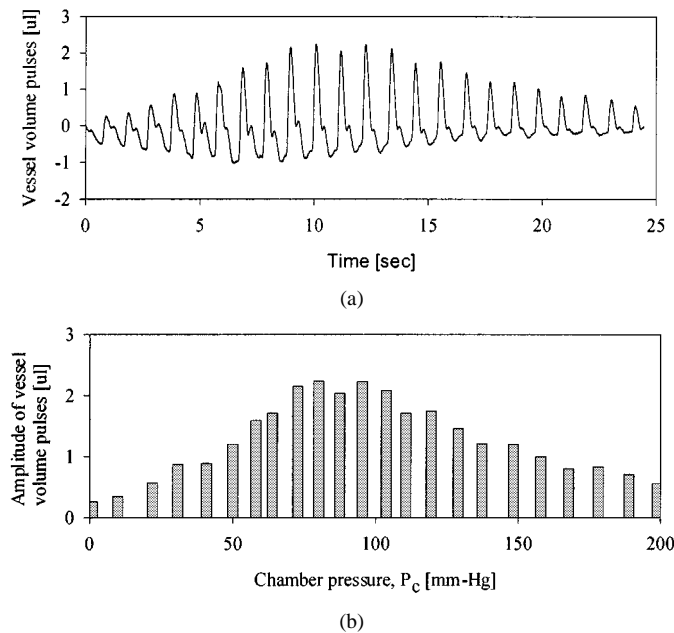 3
2
1
0
-1
-2
Vessel volume pulses [ul]
0 5 10 15 20 25
Time [sec]
(a)
3
2
1
0
Amplitude of vessel
volume pulses [ul]
0 50 100 150 200
Chamber pressure, Pc [mm-Hg]
(b)